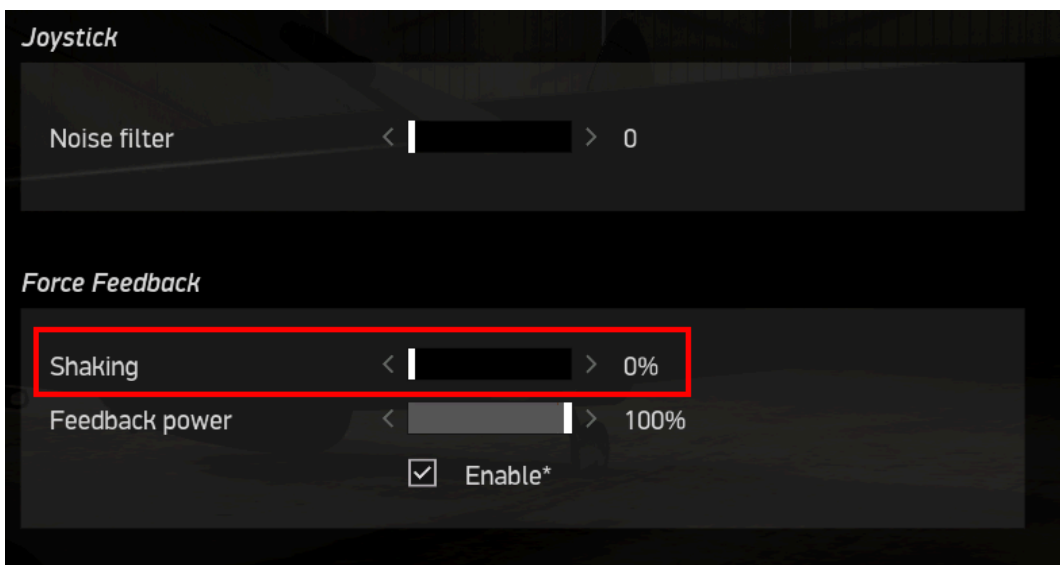 Joystick
Noise filter < > 0
Force Feedback
Shaking < > 0%
Feedback power < > 100%
Enable*